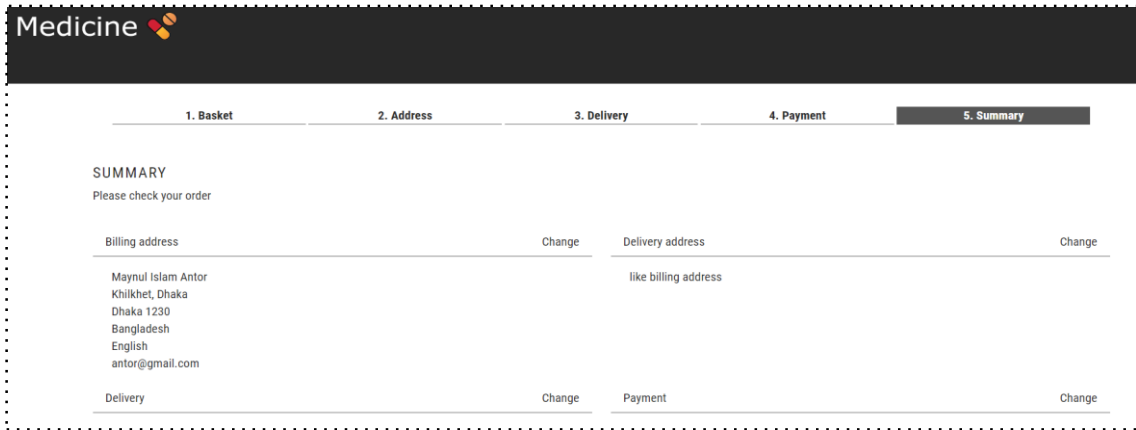 Medicine
1. Basket 2. Address 3. Delivery 4. Payment 5. Summary
SUMMARY
Please check your order
Billing address Change Delivery address Change
Maynul Islam Antor like billing address
Khilkhet, Dhaka
Dhaka 1230
Bangladesh
English
antor@gmail.com
Delivery Change Payment Change